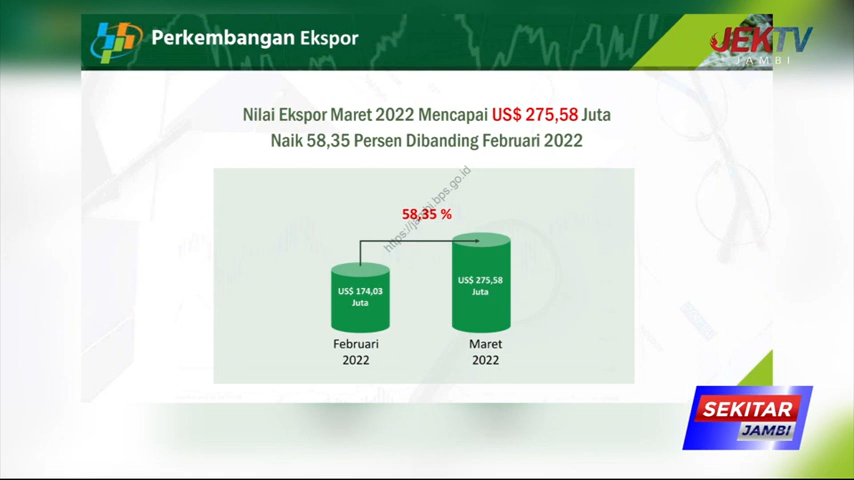 Perkembangan Ekspor
JEKTV
JAMBI
Nilai Ekspor Maret 2022 Mencapai US$ 275,58 Juta
Naik 58,35 Persen Dibanding Februari 2022
https://jambi.bps.go.id
58,35 %
US$ 174,03
Juta
US$ 275,58
Juta
Februari
2022
Maret
2022
SEKITAR
JAMBI